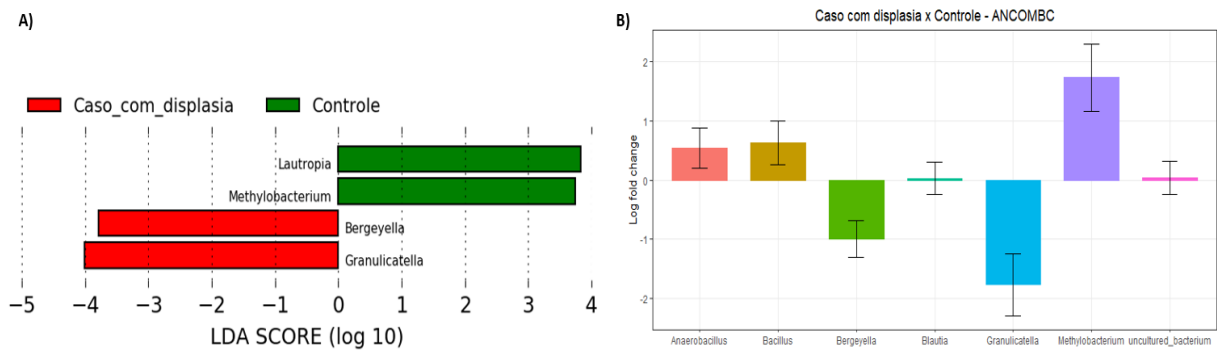 A)
Caso_com_displasia
Controle
Lautropia
Methylobacterium
Bergeyella
Granulicatella
−5 −4 −3 −2 −1 0 1 2 3 4
LDA SCORE (log 10)
B)
Caso com displasia x Controle - ANCOMBC
Log fold change
2
1
0
-1
-2
Anaerobacillus Bacillus Bergeyella Blautia Granulicatella Methylobacterium uncultured_bacterium